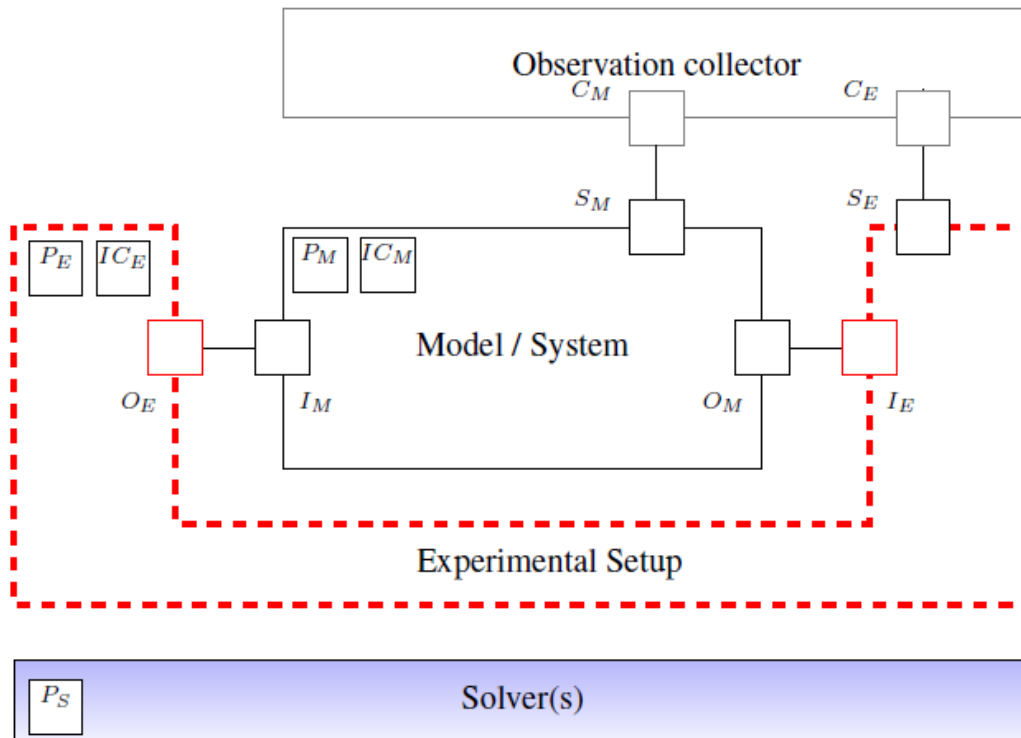 Observation collector
C_M
C_E
S_M
S_E
P_E
IC_E
P_M
IC_M
Model / System
O_E
I_M
O_M
I_E
Experimental Setup
P_S
Solver(s)